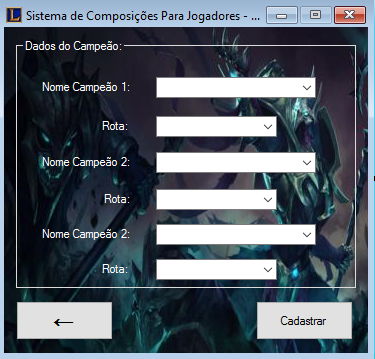 Sistema de Composições Para Jogadores - ...
Dados do Campeão:
Nome Campeão 1:
Rota:
Nome Campeão 2:
Rota:
Nome Campeão 2:
Rota:
← Cadastrar